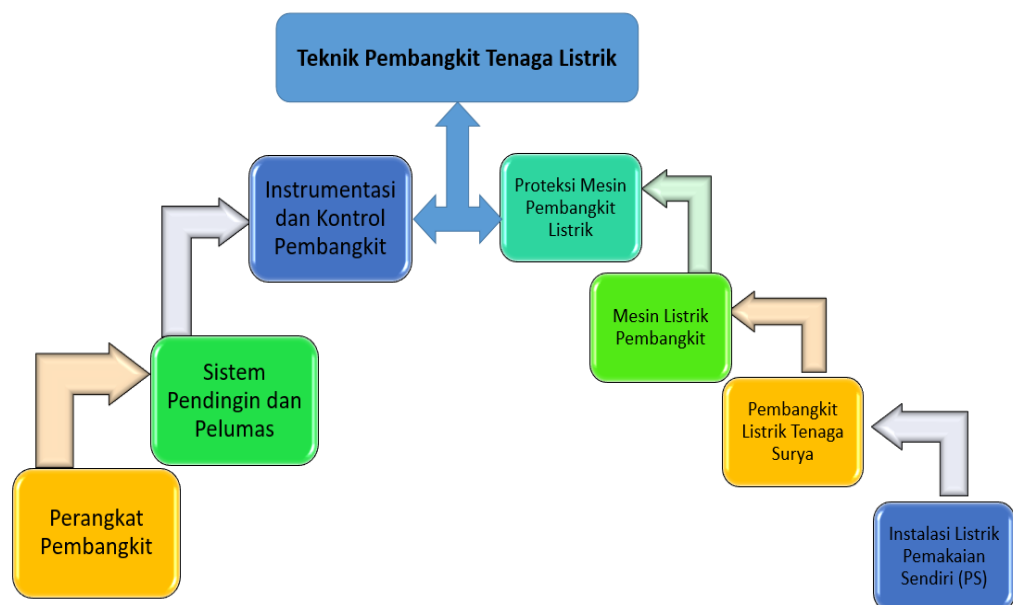 Teknik Pembangkit Tenaga Listrik
Instrumentasi
dan Kontrol
Pembangkit
Proteksi Mesin
Pembangkit
Listrik
Mesin Listrik
Pembangkit
Sistem
Pendingin dan
Pelumas
Pembangkit
Listrik Tenaga
Surya
Perangkat
Pembangkit
Instalasi Listrik
Pemakaian
Sendiri (PS)